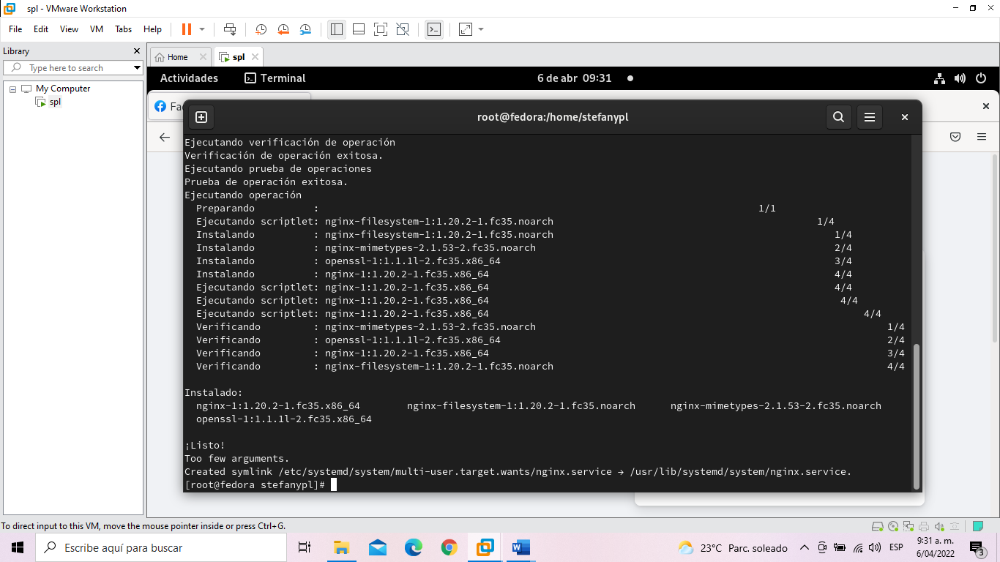 spl - VMware Workstation
File Edit View VM Tabs Help
Library
Type here to search
My Computer
spl
Home
spl
Actividades
Terminal
6 de abr 09:31
Fa
root@fedora:/home/stefanypl
Ejecutando verificación de operación
Verificación de operación exitosa.
Ejecutando prueba de operaciones
Prueba de operación exitosa.
Ejecutando operación
Preparando : 1/1
Ejecutando scriptlet: nginx-filesystem-1:1.20.2-1.fc35.noarch 1/4
Instalando : nginx-filesystem-1:1.20.2-1.fc35.noarch 1/4
Instalando : nginx-mimetypes-2.1.53-2.fc35.noarch 2/4
Instalando : openssl-1:1.1.1l-2.fc35.x86_64 3/4
Instalando : nginx-1:1.20.2-1.fc35.x86_64 4/4
Ejecutando scriptlet: nginx-1:1.20.2-1.fc35.x86_64 4/4
Ejecutando scriptlet: nginx-1:1.20.2-1.fc35.x86_64 4/4
Ejecutando scriptlet: nginx-1:1.20.2-1.fc35.x86_64 4/4
Verificando : nginx-mimetypes-2.1.53-2.fc35.noarch 1/4
Verificando : openssl-1:1.1.1l-2.fc35.x86_64 2/4
Verificando : nginx-1:1.20.2-1.fc35.x86_64 3/4
Verificando : nginx-filesystem-1:1.20.2-1.fc35.noarch 4/4
Instalado:
nginx-1:1.20.2-1.fc35.x86_64 nginx-filesystem-1:1.20.2-1.fc35.noarch nginx-mimetypes-2.1.53-2.fc35.noarch
openssl-1:1.1.1l-2.fc35.x86_64
¡Listo!
Too few arguments.
Created symlink /etc/systemd/system/multi-user.target.wants/nginx.service → /usr/lib/systemd/system/nginx.service.
[root@fedora stefanypl]#
To direct input to this VM, move the mouse pointer inside or press Ctrl+G.
Escribe aquí para buscar
23°C Parc. soleado
ESP
9:31 a. m.
6/04/2022
3